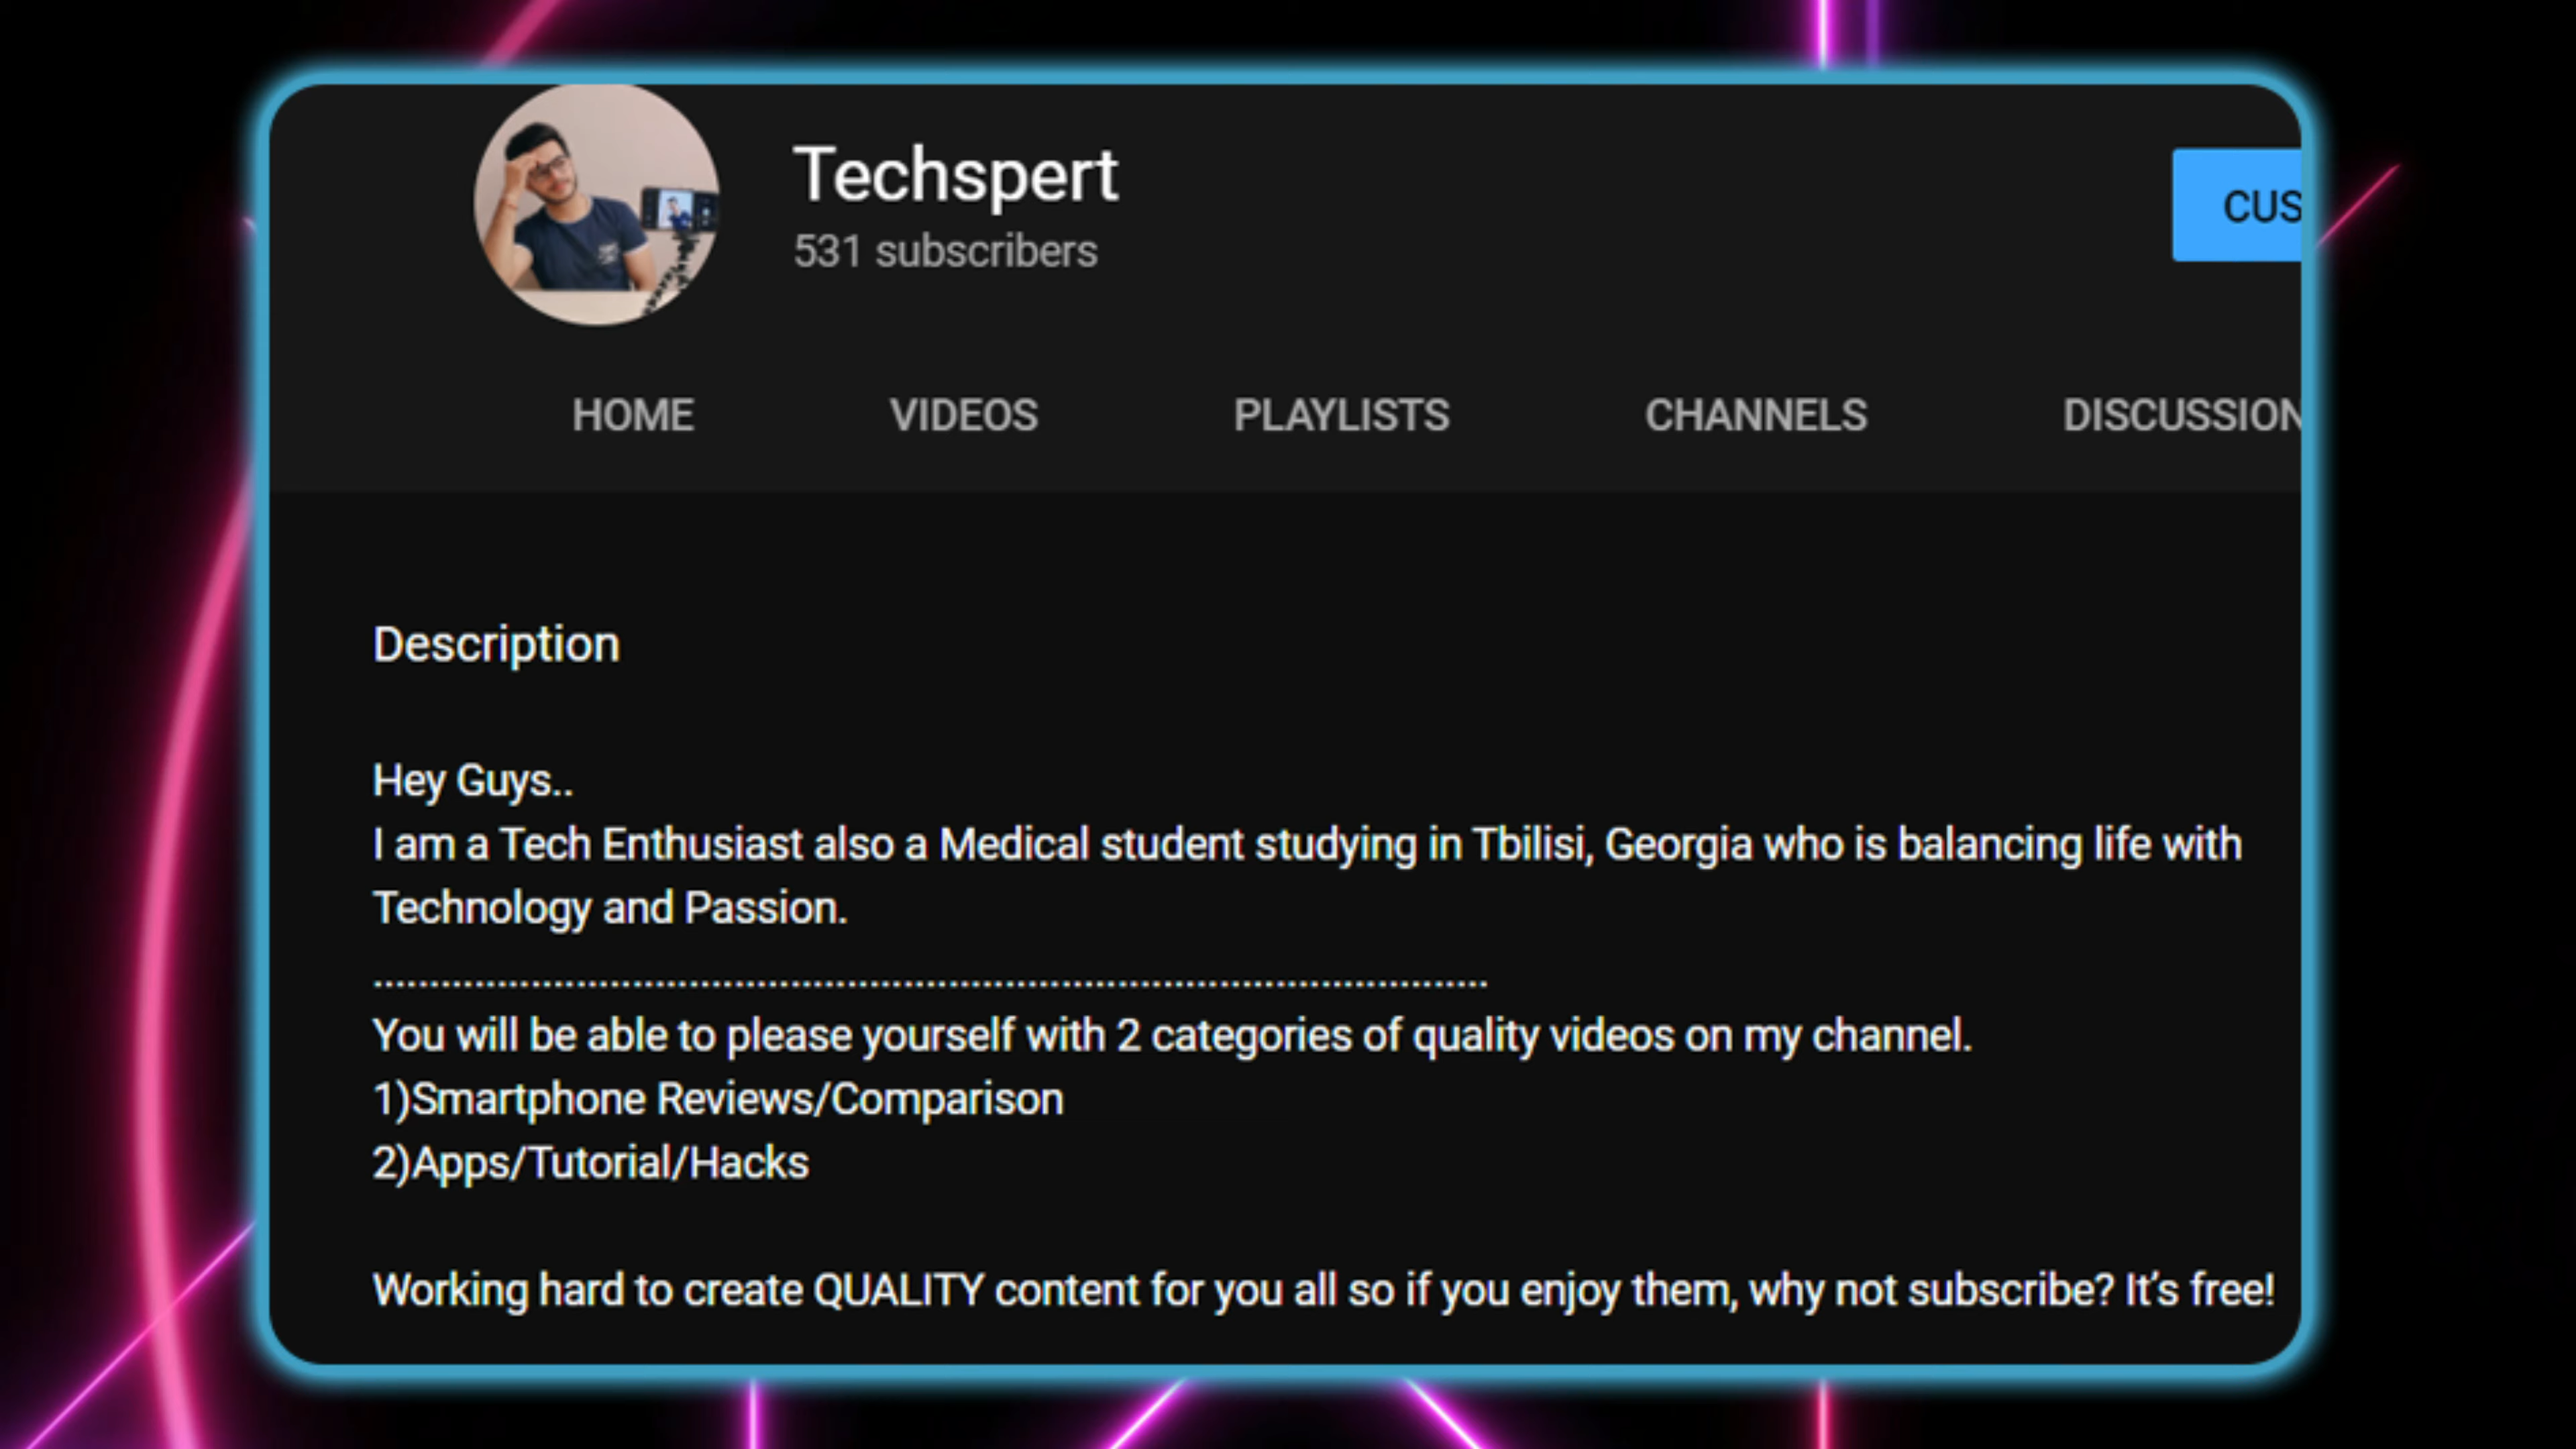 Techspert
531 subscribers
CUS
HOME VIDEOS PLAYLISTS CHANNELS DISCUSSION
Description
Hey Guys..
I am a Tech Enthusiast also a Medical student studying in Tbilisi, Georgia who is balancing life with
Technology and Passion.
....................................................................................................
You will be able to please yourself with 2 categories of quality videos on my channel.
1)Smartphone Reviews/Comparison
2)Apps/Tutorial/Hacks
Working hard to create QUALITY content for you all so if you enjoy them, why not subscribe? It’s free!